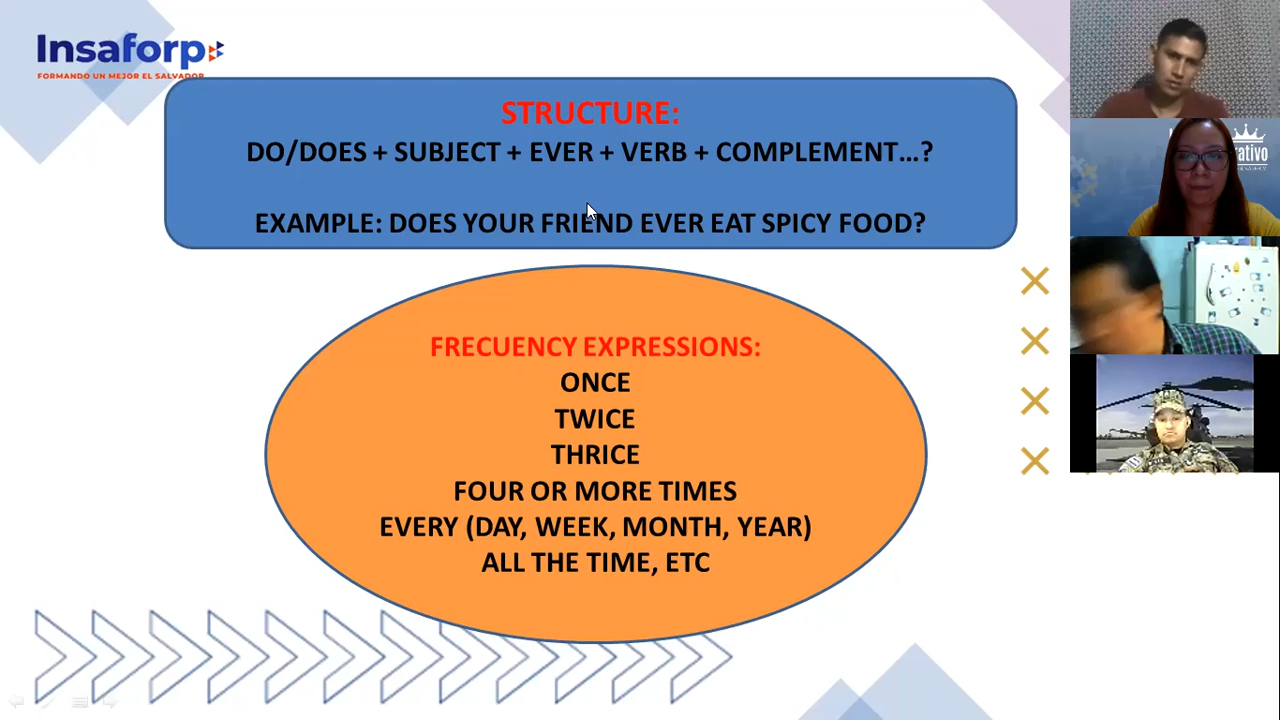 Insaforp
FORMANDO UN MEJOR EL SALVADOR
STRUCTURE:
DO/DOES + SUBJECT + EVER + VERB + COMPLEMENT...?
EXAMPLE: DOES YOUR FRIEND EVER EAT SPICY FOOD?
FRECUENCY EXPRESSIONS:
ONCE
TWICE
THRICE
FOUR OR MORE TIMES
EVERY (DAY, WEEK, MONTH, YEAR)
ALL THE TIME, ETC